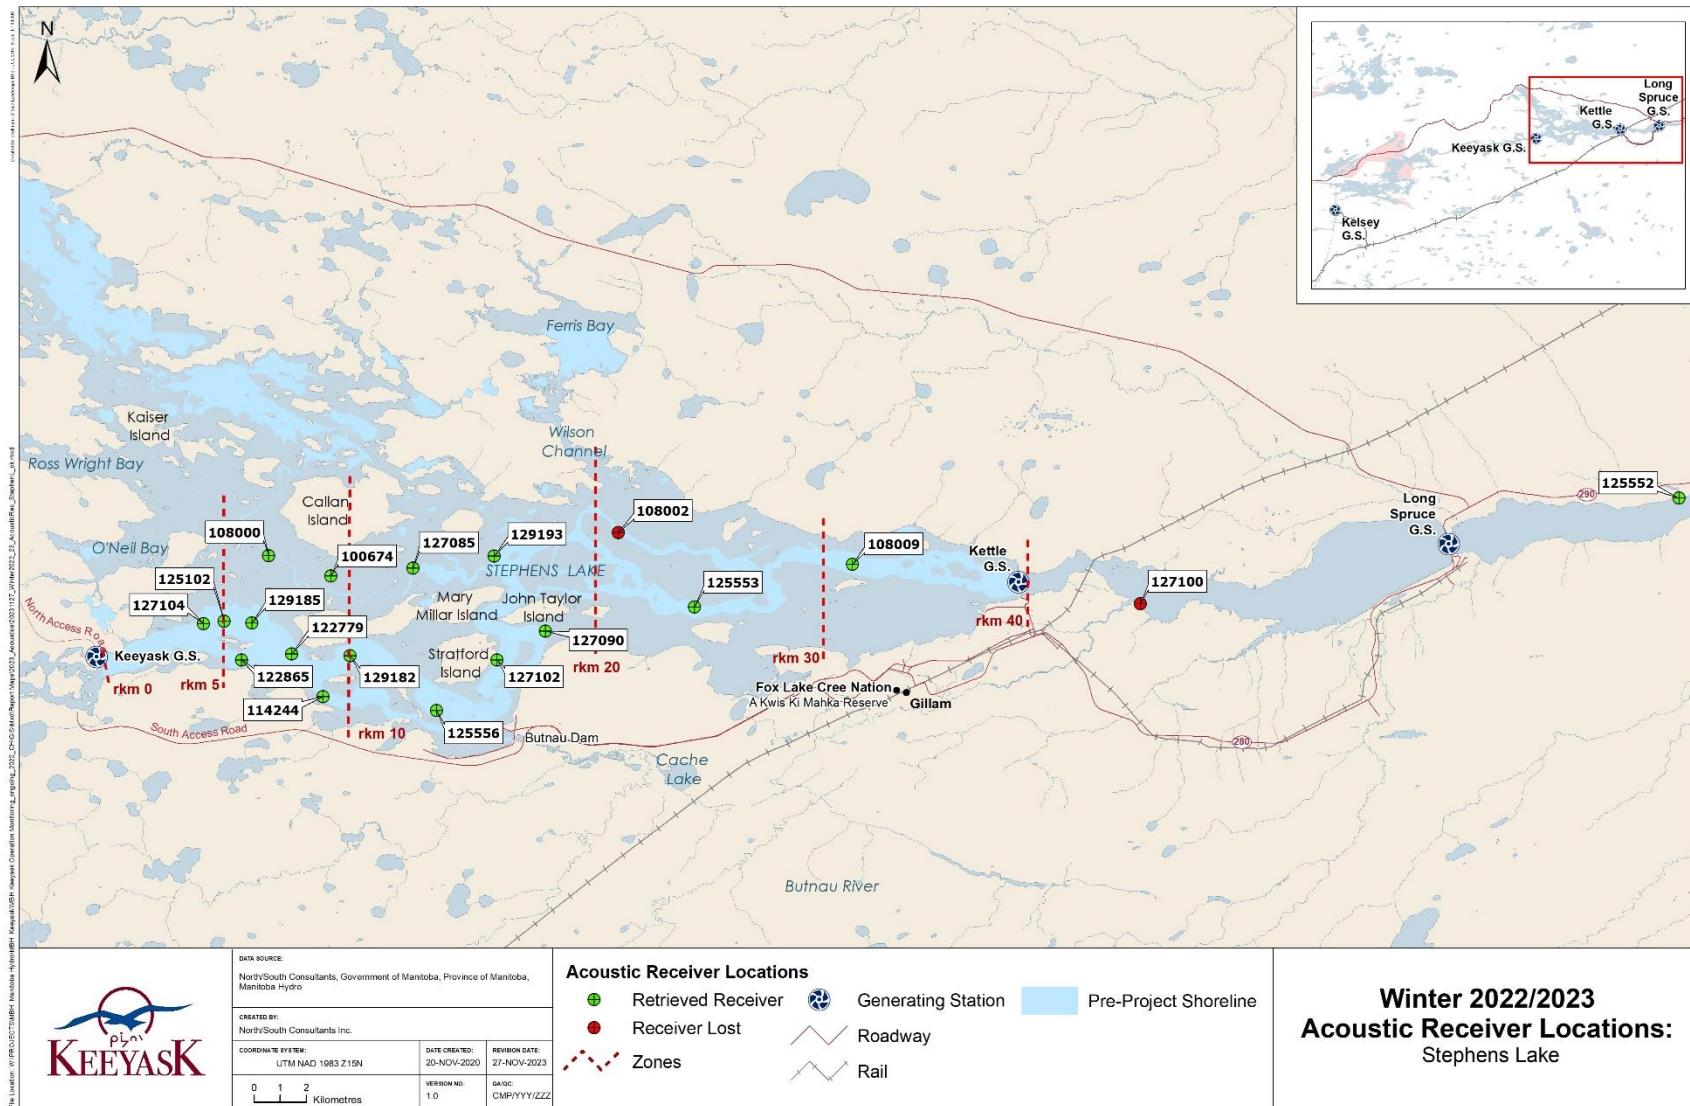 N
Long
Spruce
G.S.
Kettle
G.S.
Keeyask G.S.
Kelsey
G.S.
Ferris Bay
Kaiser
Island
Wilson
Channel
Ross Wright Bay
Callan
Island
O'Neil Bay
108000
100674
127085
129193
108002
108009
125552
290
Long
Spruce
G.S.
Kettle
G.S.
STEPHENS LAKE
125102
127104
129185
122779
Mary
Millar Island
John Taylor
Island
125553
127100
127090
North Access Road
Keeyask G.S.
Stratford
Island
rkm 0
rkm 5
rkm 10
rkm 20
rkm 30
rkm 40
122865
129182
127102
114244
125556
South Access Road
Butnau Dam
Cache
Lake
Fox Lake Cree Nation
A Kwis Ki Mahka Reserve
Gillam
280
Butnau River
KEEYASK
DATA SOURCE:
North/South Consultants, Government of Manitoba, Province of Manitoba,
Manitoba Hydro
CREATED BY:
North/South Consultants Inc.
COORDINATE SYSTEM:
UTM NAD 1983 Z15N
DATE CREATED:
20-NOV-2020
REVISION DATE:
27-NOV-2023
0 1 2
Kilometres
VERSION NO:
1.0
QA/QC:
CMP/YYY/ZZZ
Acoustic Receiver Locations
Retrieved Receiver
Receiver Lost
Zones
Generating Station
Roadway
Rail
Pre-Project Shoreline
Winter 2022/2023
Acoustic Receiver Locations:
Stephens Lake